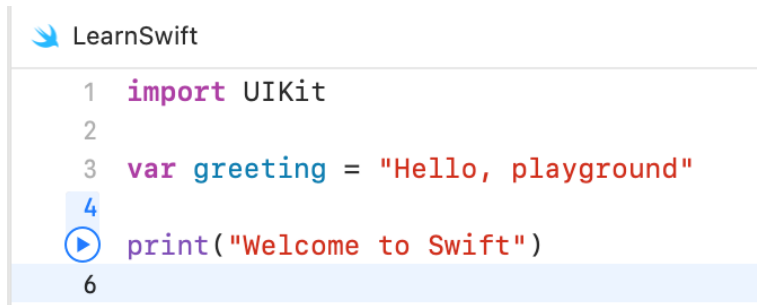 LearnSwift
1 import UIKit
2
3 var greeting = "Hello, playground"
4
print("Welcome to Swift")
6